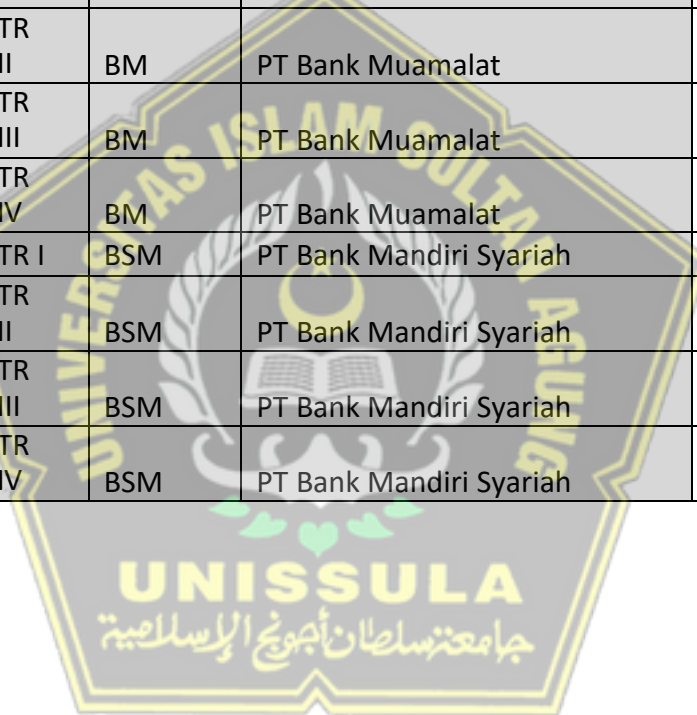 TR
II BM PT Bank Muamalat
TR
III BM PT Bank Muamalat
TR
IV BM PT Bank Muamalat
TR I BSM PT Bank Mandiri Syariah
TR
II BSM PT Bank Mandiri Syariah
TR
III BSM PT Bank Mandiri Syariah
TR
IV BSM PT Bank Mandiri Syariah
UNIVERSITAS ISLAM SULTAN AGUNG
UNISSULA
جامعة سلطان أجونج الإسلامية